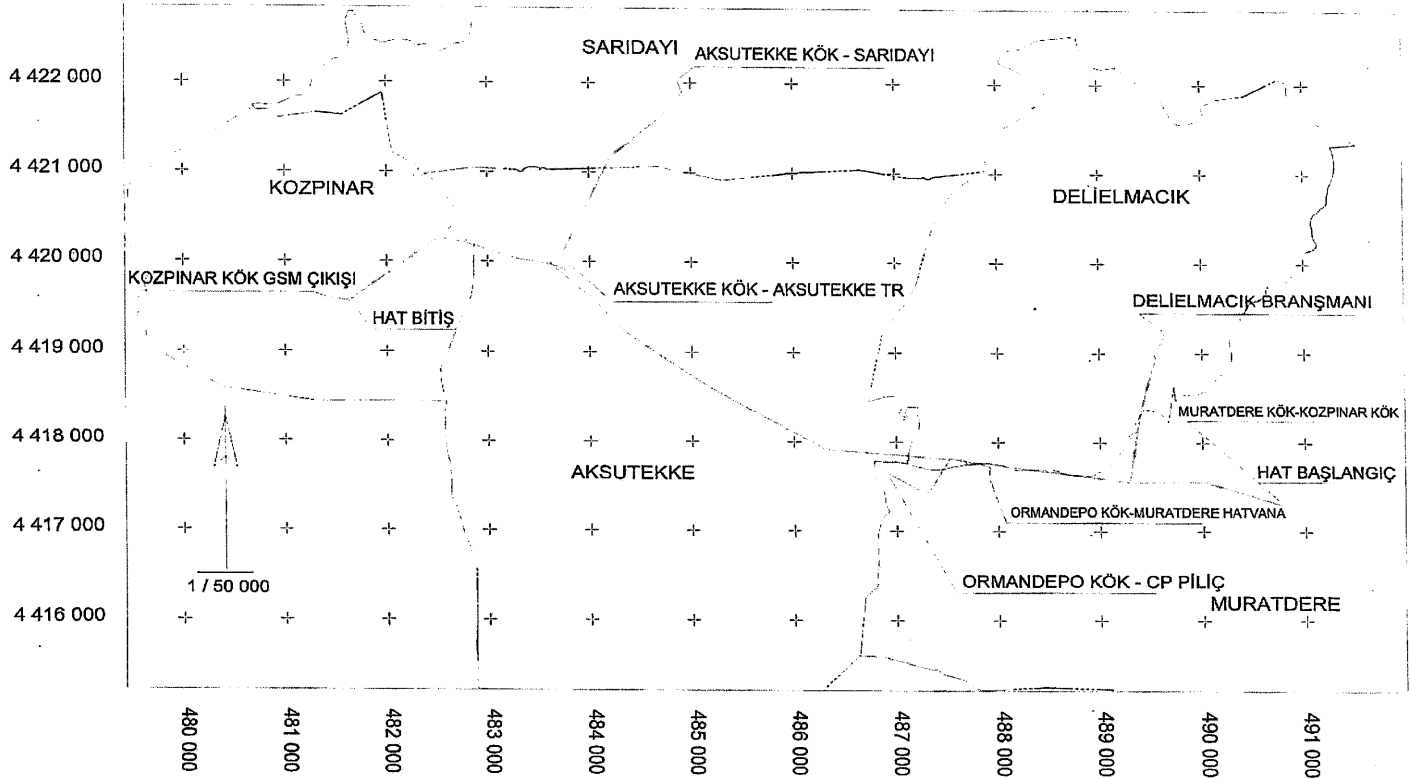 SARIDAYI
AKSUTEKKE KÖK - SARIDAYI
4 422 000
4 421 000
KOZPINAR
DELİELMACIK
4 420 000
KOZPINAR KÖK GSM ÇIKIŞI
AKSUTEKKE KÖK - AKSUTEKKE TR
DELİELMACIK BRANŞMANI
HAT BİTİŞ
4 419 000
MURATDERE KÖK-KOZPINAR KÖK
4 418 000
AKSUTEKKE
HAT BAŞLANGIÇ
4 417 000
ORMANDEPO KÖK-MURATDERE HATVANA
1 / 50 000
ORMANDEPO KÖK - CP PİLİÇ
MURATDERE
4 416 000
480 000
481 000
482 000
483 000
484 000
485 000
486 000
487 000
488 000
489 000
490 000
491 000